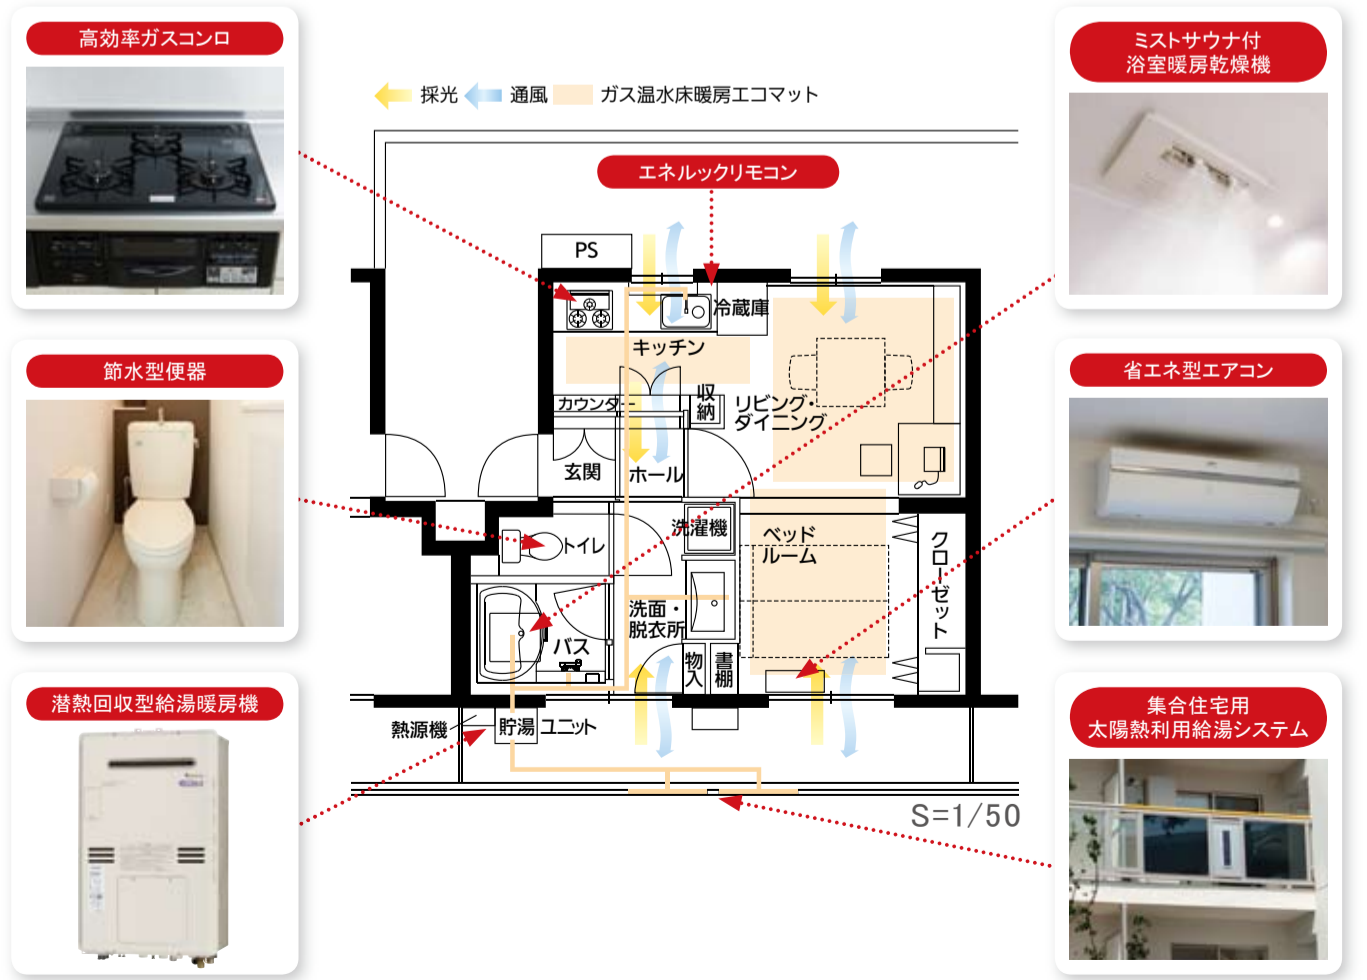 高効率ガスコンロ
ミストサウナ付
浴室暖房乾燥機
採光
通風
ガス温水床暖房エコマット
エネルックリモコン
PS
冷蔵庫
キッチン
節水型便器
省エネ型エアコン
カウンター
収納
リビング・
ダイニング
玄関
ホール
洗濯機
トイレ
ベッド
ルーム
クローゼット
洗面・
脱衣所
バス
物入
書棚
潜熱回収型給湯暖房機
集合住宅用
太陽熱利用給湯システム
熱源機
貯湯ユニット
S=1/50